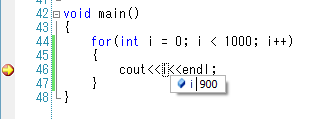 42 void main()
43 {
44 for(int i = 0; i < 1000; i++)
45 {
46 cout<<i<<endl;
47 }
i 900
48 }